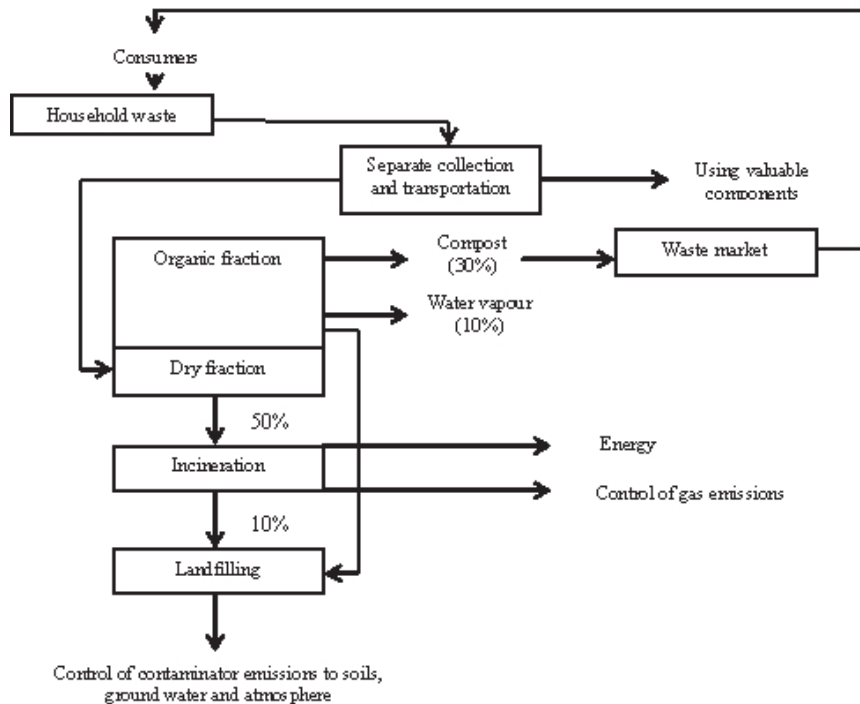 Consumers
Household waste
Separate collection
and transportation
Using valuable
components
Organic fraction
Compost
(30%)
Waste market
Water vapour
(10%)
Dry fraction
50%
Incineration
Energy
Control of gas emissions
10%
Landfilling
Control of contaminator emissions to soils,
ground water and atmosphere